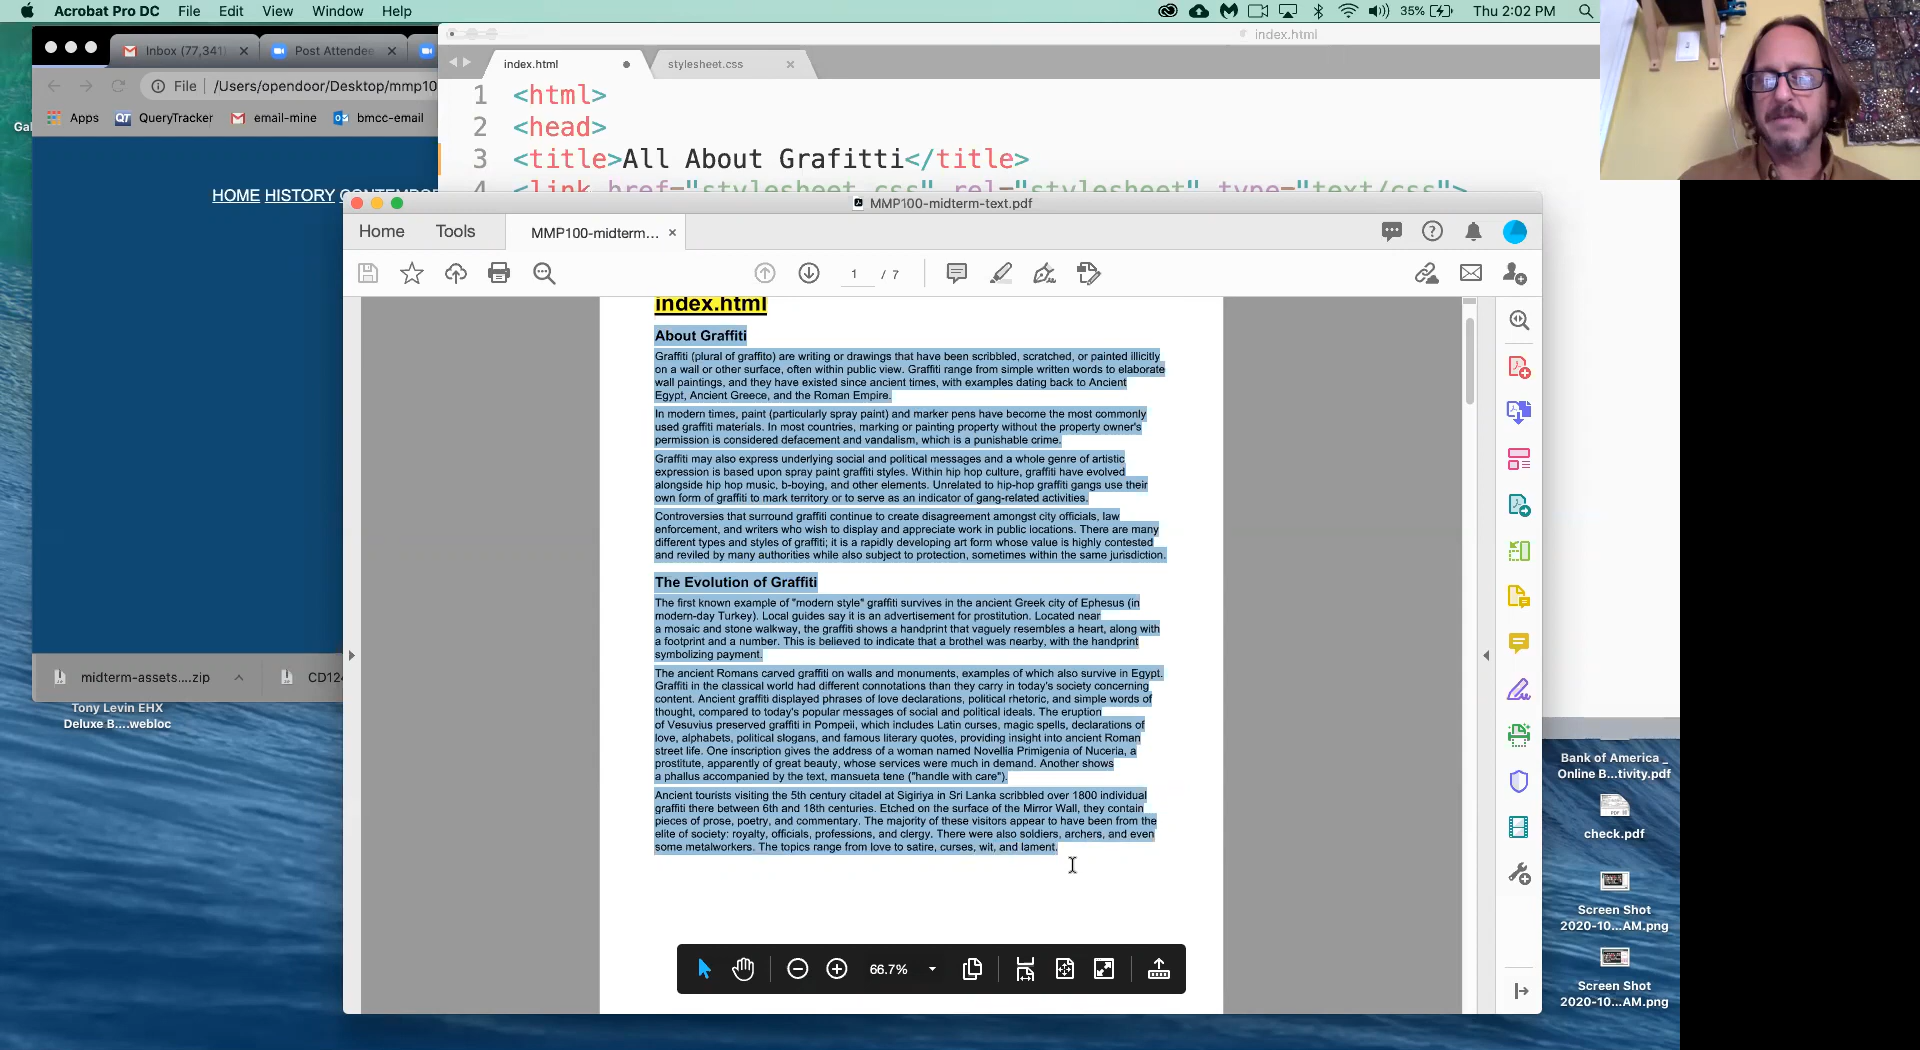 Acrobat Pro DC File Edit View Window Help
35% Thu 2:02 PM
Inbox (77,341) Post Attendee
File /Users/opendoor/Desktop/mmp10
Apps QueryTracker email-mine bmcc-email
HOME HISTORY
midterm-assets....zip CD124
Tony Levin EHX
Deluxe B....webloc
index.html
index.html stylesheet.css
1 <html>
2 <head>
3 <title>All About Grafitti</title>
4 <link href="stylesheet.css" rel="stylesheet" type="text/css">
MMP100-midterm-text.pdf
Home Tools MMP100-midterm...
1 / 7
index.html
About Graffiti
Graffiti (plural of graffito) are writing or drawings that have been scribbled, scratched, or painted illicitly
on a wall or other surface, often within public view. Graffiti range from simple written words to elaborate
wall paintings, and they have existed since ancient times, with examples dating back to Ancient
Egypt, Ancient Greece, and the Roman Empire.
In modern times, paint (particularly spray paint) and marker pens have become the most commonly
used graffiti materials. In most countries, marking or painting property without the property owner's
permission is considered defacement and vandalism, which is a punishable crime.
Graffiti may also express underlying social and political messages and a whole genre of artistic
expression is based upon spray paint graffiti styles. Within hip hop culture, graffiti have evolved
alongside hip hop music, b-boying, and other elements. Unrelated to hip-hop graffiti gangs use their
own form of graffiti to mark territory or to serve as an indicator of gang-related activities.
Controversies that surround graffiti continue to create disagreement amongst city officials, law
enforcement, and writers who wish to display and appreciate work in public locations. There are many
different types and styles of graffiti; it is a rapidly developing art form whose value is highly contested
and reviled by many authorities while also subject to protection, sometimes within the same jurisdiction.
The Evolution of Graffiti
The first known example of "modern style" graffiti survives in the ancient Greek city of Ephesus (in
modern-day Turkey). Local guides say it is an advertisement for prostitution. Located near
a mosaic and stone walkway, the graffiti shows a handprint that vaguely resembles a heart, along with
a footprint and a number. This is believed to indicate that a brothel was nearby, with the handprint
symbolizing payment.
The ancient Romans carved graffiti on walls and monuments, examples of which also survive in Egypt.
Graffiti in the classical world had different connotations than they carry in today's society concerning
content. Ancient graffiti displayed phrases of love declarations, political rhetoric, and simple words of
thought, compared to today's popular messages of social and political ideals. The eruption
of Vesuvius preserved graffiti in Pompeii, which includes Latin curses, magic spells, declarations of
love, alphabets, political slogans, and famous literary quotes, providing insight into ancient Roman
street life. One inscription gives the address of a woman named Novellia Primigenia of Nuceria, a
prostitute, apparently of great beauty, whose services were much in demand. Another shows
a phallus accompanied by the text, mansueta tene ("handle with care").
Ancient tourists visiting the 5th century citadel at Sigiriya in Sri Lanka scribbled over 1800 individual
graffiti there between 6th and 18th centuries. Etched on the surface of the Mirror Wall, they contain
pieces of prose, poetry, and commentary. The majority of these visitors appear to have been from the
elite of society: royalty, officials, professions, and clergy. There were also soldiers, archers, and even
some metalworkers. The topics range from love to satire, curses, wit, and lament.
66.7%
Bank of America _
Online B...tivity.pdf
check.pdf
Screen Shot
2020-10...AM.png
Screen Shot
2020-10...AM.png